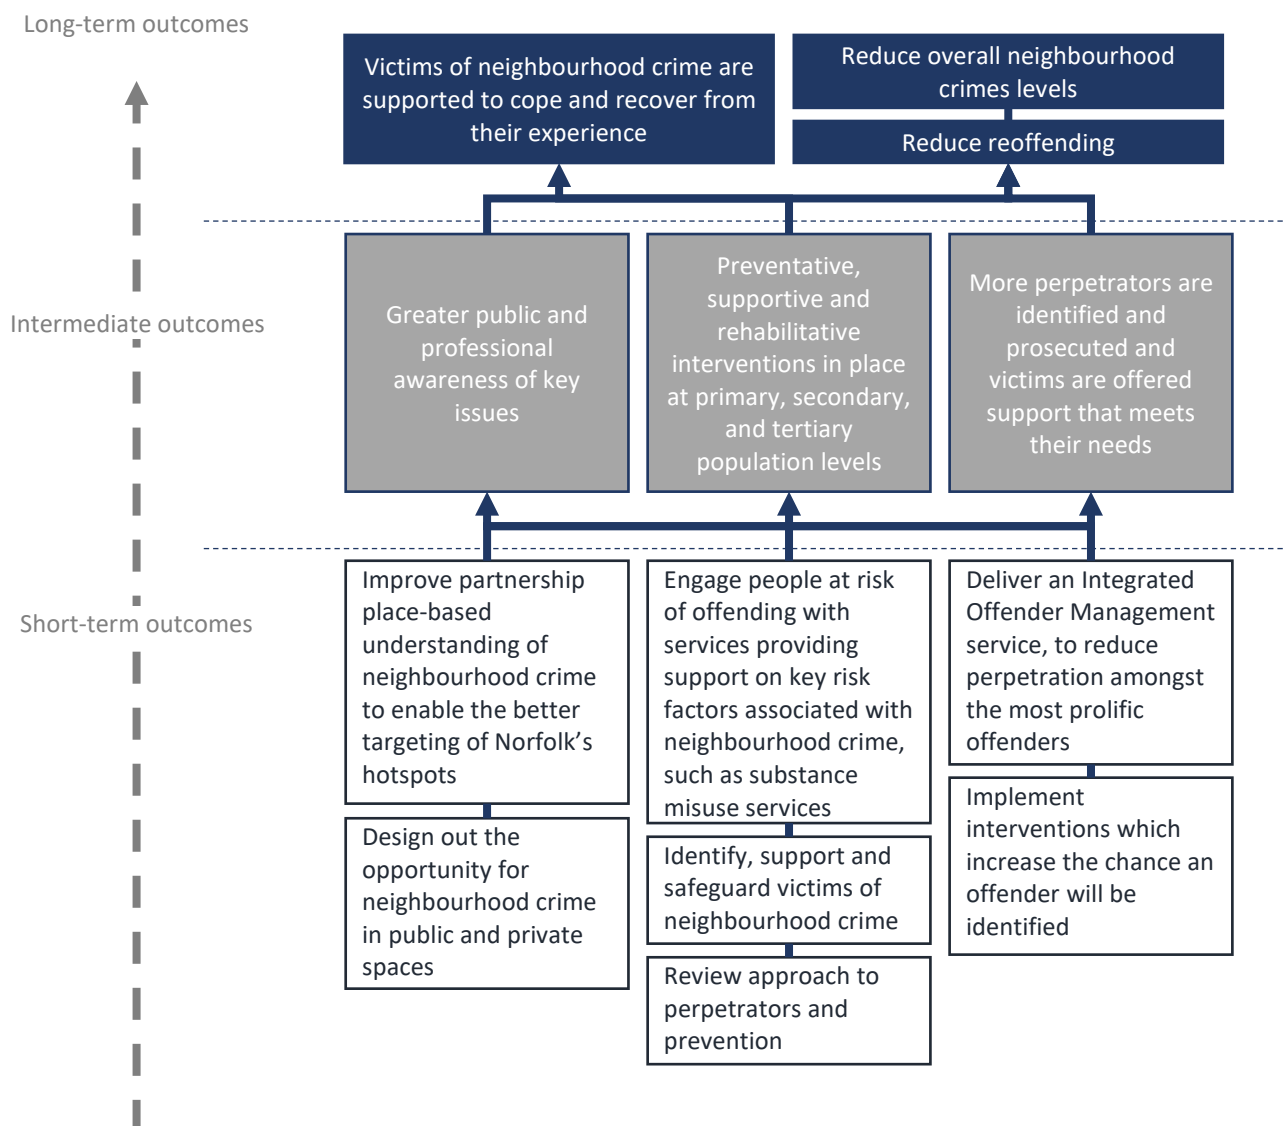 Long-term outcomes
Victims of neighbourhood crime are
supported to cope and recover from
their experience
Reduce overall neighbourhood
crimes levels
Reduce reoffending
Intermediate outcomes
Greater public and
professional
awareness of key
issues
Preventative,
supportive and
rehabilitative
interventions in place
at primary, secondary,
and tertiary
population levels
More perpetrators are
identified and
prosecuted and
victims are offered
support that meets
their needs
Short-term outcomes
Improve partnership
place-based
understanding of
neighbourhood crime
to enable the better
targeting of Norfolk’s
hotspots
Design out the
opportunity for
neighbourhood crime
in public and private
spaces
Engage people at risk
of offending with
services providing
support on key risk
factors associated with
neighbourhood crime,
such as substance
misuse services
Identify, support and
safeguard victims of
neighbourhood crime
Review approach to
perpetrators and
prevention
Deliver an Integrated
Offender Management
service, to reduce
perpetration amongst
the most prolific
offenders
Implement
interventions which
increase the chance an
offender will be
identified